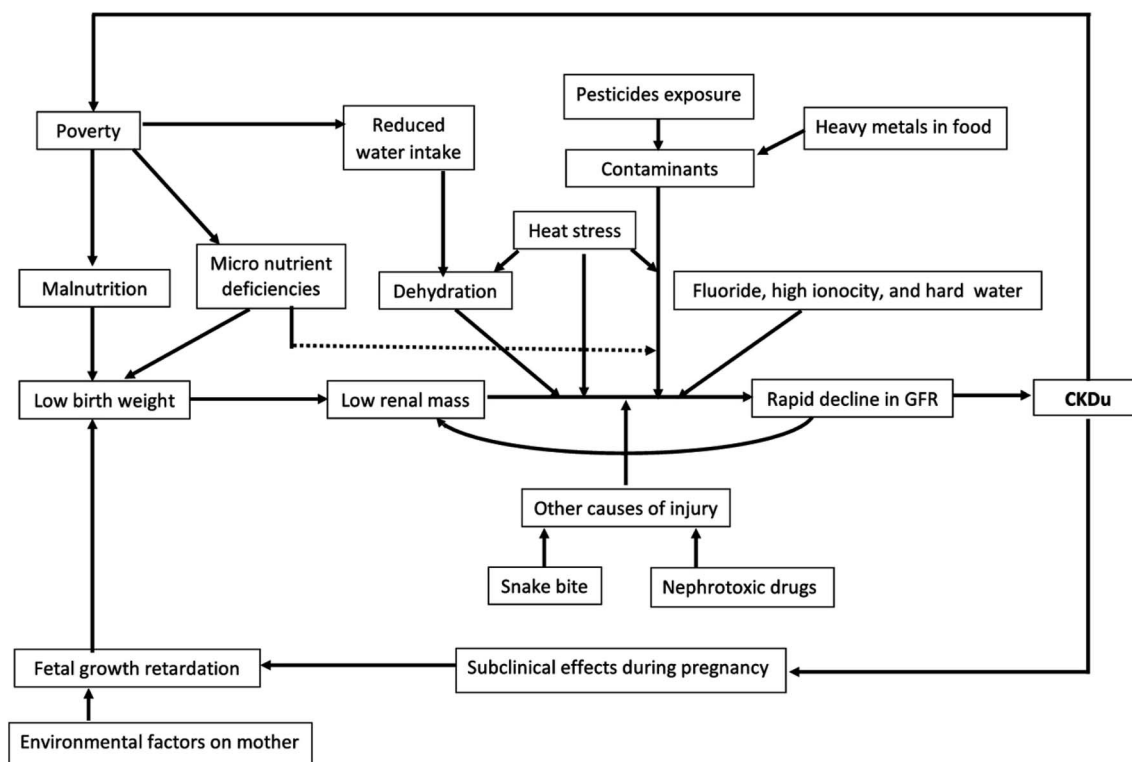 Pesticides exposure
Poverty
Reduced
water intake
Heavy metals in food
Contaminants
Heat stress
Micro nutrient
deficiencies
Malnutrition
Dehydration
Fluoride, high ionocity, and hard water
Low birth weight
Low renal mass
Rapid decline in GFR
CKDu
Other causes of injury
Snake bite
Nephrotoxic drugs
Fetal growth retardation
Subclinical effects during pregnancy
Environmental factors on mother